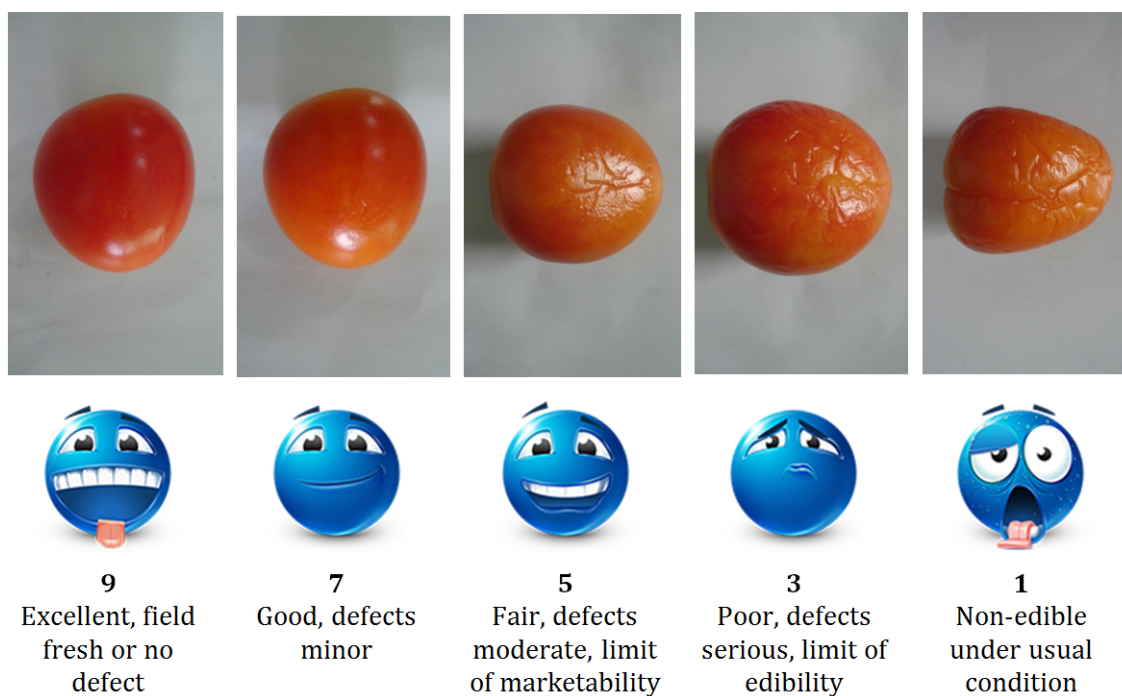 9
Excellent, field
fresh or no
defect
7
Good, defects
minor
5
Fair, defects
moderate, limit
of marketability
3
Poor, defects
serious, limit of
edibility
1
Non-edible
under usual
condition